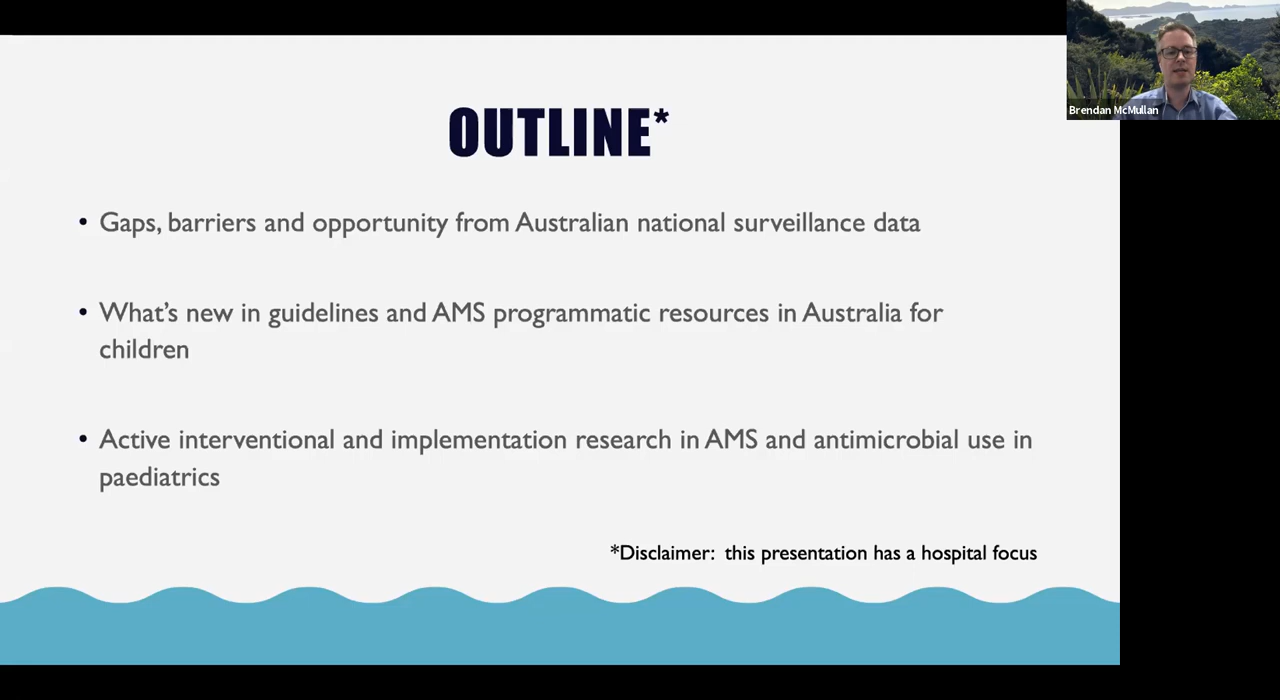 Brendan McMullan
OUTLINE*
• Gaps, barriers and opportunity from Australian national surveillance data
• What’s new in guidelines and AMS programmatic resources in Australia for
children
• Active interventional and implementation research in AMS and antimicrobial use in
paediatrics
*Disclaimer: this presentation has a hospital focus